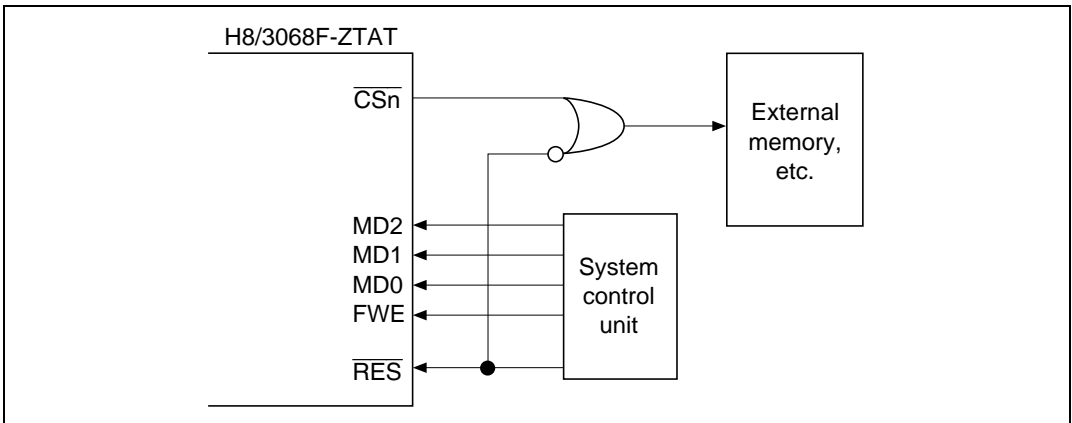 H8/3068F-ZTAT
CSn
External
memory,
etc.
MD2
MD1
MD0
FWE
RES
System
control
unit